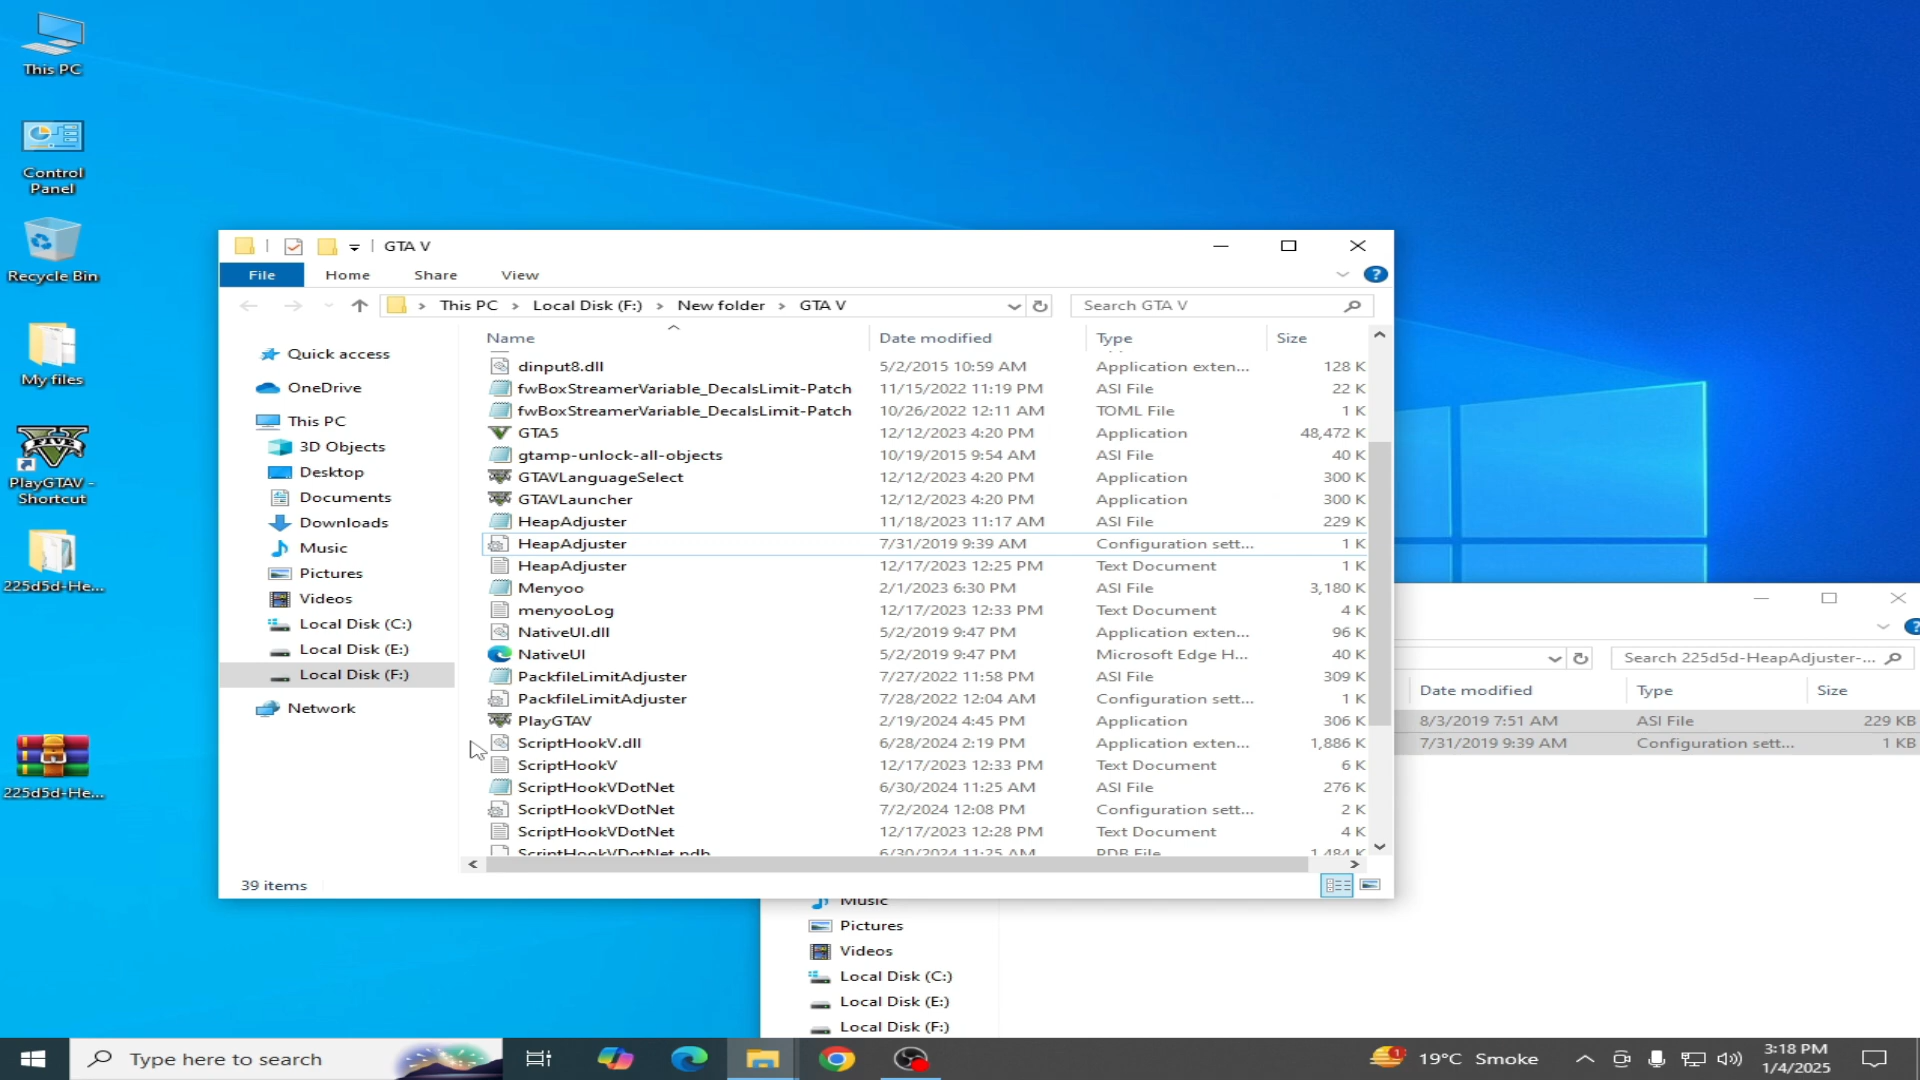 This PC
Control
Panel
Recycle Bin
My files
PlayGTAV -
Shortcut
225d5d-He...
225d5d-He...
GTA V
File Home Share View
This PC Local Disk (F:) New folder GTA V
Search GTA V
Quick access
OneDrive
This PC
3D Objects
Desktop
Documents
Downloads
Music
Pictures
Videos
Local Disk (C:)
Local Disk (E:)
Local Disk (F:)
Network
Name Date modified Type Size
dinput8.dll 5/2/2015 10:59 AM Application exten... 128 K
fwBoxStreamerVariable_DecalsLimit-Patch 11/15/2022 11:19 PM ASI File 22 K
fwBoxStreamerVariable_DecalsLimit-Patch 10/26/2022 12:11 AM TOML File 1 K
GTA5 12/12/2023 4:20 PM Application 48,472 K
gtamp-unlock-all-objects 10/19/2015 9:54 AM ASI File 40 K
GTAVLanguageSelect 12/12/2023 4:20 PM Application 300 K
GTAVLauncher 12/12/2023 4:20 PM Application 300 K
HeapAdjuster 11/18/2023 11:17 AM ASI File 229 K
HeapAdjuster 7/31/2019 9:39 AM Configuration sett... 1 K
HeapAdjuster 12/17/2023 12:25 PM Text Document 1 K
Menyoo 2/1/2023 6:30 PM ASI File 3,180 K
menyooLog 12/17/2023 12:33 PM Text Document 4 K
NativeUI.dll 5/2/2019 9:47 PM Application exten... 96 K
NativeUI 5/2/2019 9:47 PM Microsoft Edge H... 40 K
PackfileLimitAdjuster 7/27/2022 11:58 PM ASI File 309 K
PackfileLimitAdjuster 7/28/2022 12:04 AM Configuration sett... 1 K
PlayGTAV 2/19/2024 4:45 PM Application 306 K
ScriptHookV.dll 6/28/2024 2:19 PM Application exten... 1,886 K
ScriptHookV 12/17/2023 12:33 PM Text Document 6 K
ScriptHookVDotNet 6/30/2024 11:25 AM ASI File 276 K
ScriptHookVDotNet 7/2/2024 12:08 PM Configuration sett... 2 K
ScriptHookVDotNet 12/17/2023 12:28 PM Text Document 4 K
ScriptHookVDotNet.pdb 6/30/2024 11:25 AM PDB File 1,484 K
39 items
Search 225d5d-HeapAdjuster-...
Date modified Type Size
8/3/2019 7:51 AM ASI File 229 KB
7/31/2019 9:39 AM Configuration sett... 1 KB
Music
Pictures
Videos
Local Disk (C:)
Local Disk (E:)
Local Disk (F:)
Type here to search
1
19°C Smoke
3:18 PM
1/4/2025